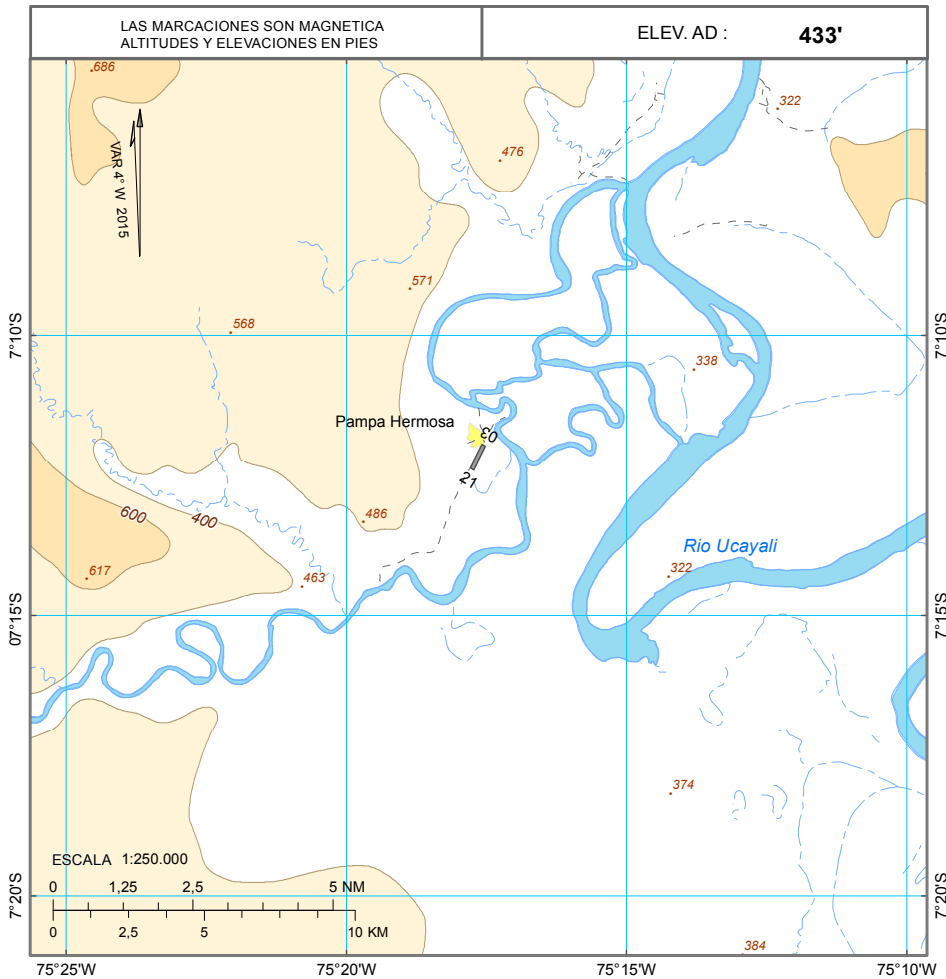 LAS MARCACIONES SON MAGNETICA
ALTITUDES Y ELEVACIONES EN PIES
ELEV. AD : 433'
686
322
476
VAR 4° W 2015
571
568
7°10'S
7°10'S
338
Pampa Hermosa
03
21
486
600
400
Rio Ucayali
617
463
322
07°15'S
7°15'S
374
ESCALA 1:250.000
0 1,25 2,5 5 NM
0 2,5 5 10 KM
7°20'S
7°20'S
384
75°25'W
75°20'W
75°15'W
75°10'W